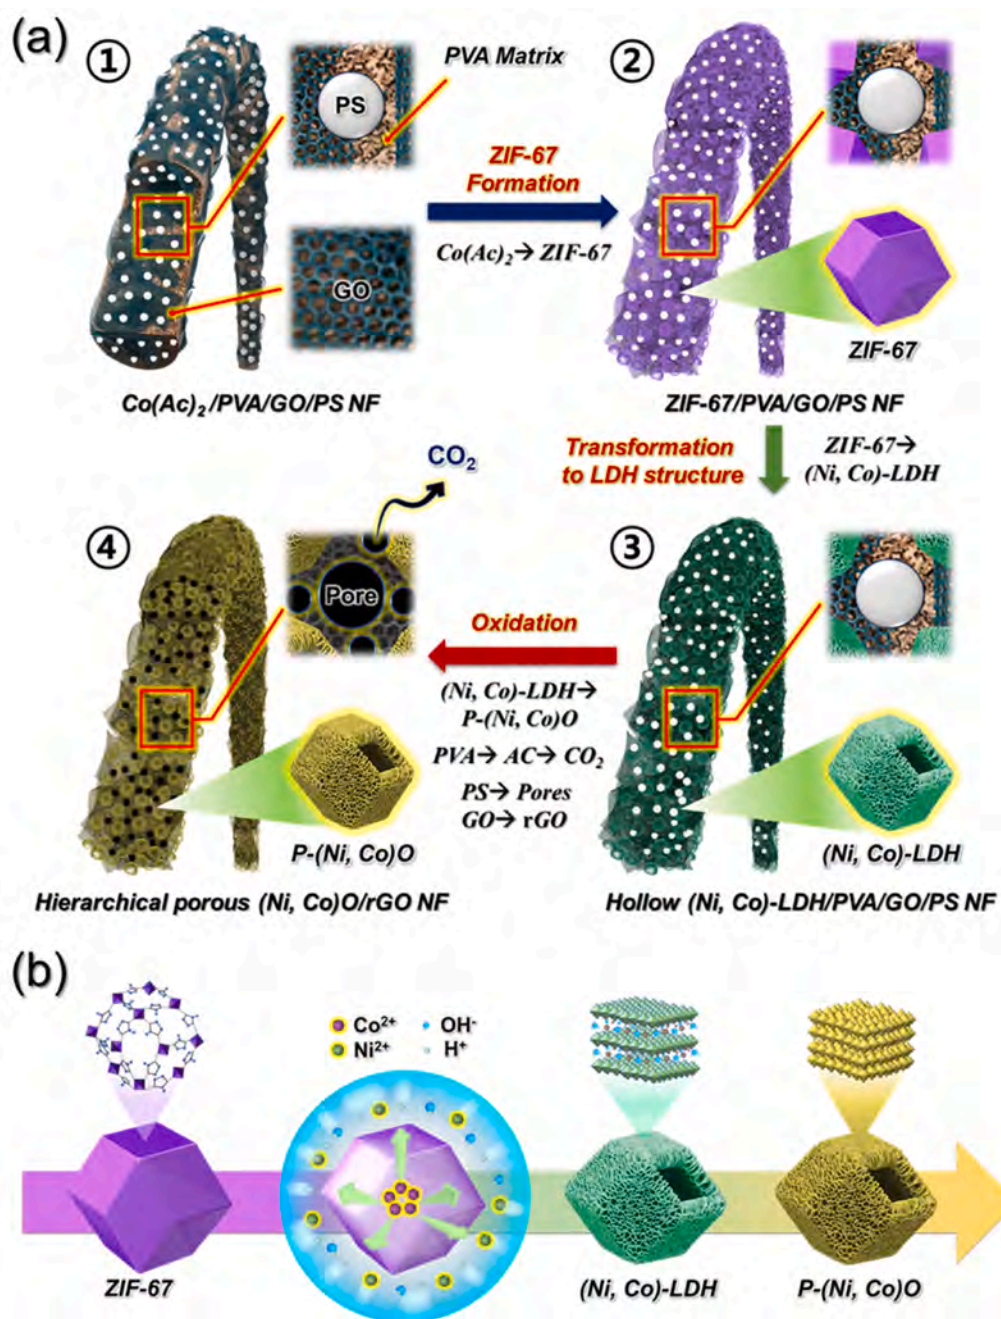 (a)
①
PS
PVA Matrix
GO
Co(Ac)₂/PVA/GO/PS NF
ZIF-67
Formation
Co(Ac)₂→ ZIF-67
②
ZIF-67
ZIF-67/PVA/GO/PS NF
Transformation
to LDH structure
ZIF-67→
(Ni, Co)-LDH
③
(Ni, Co)-LDH
Hollow (Ni, Co)-LDH/PVA/GO/PS NF
Oxidation
(Ni, Co)-LDH→
P-(Ni, Co)O
PVA→ AC→ CO₂
PS→ Pores
GO→ rGO
④
CO₂
Pore
P-(Ni, Co)O
Hierarchical porous (Ni, Co)O/rGO NF
(b)
Co²⁺
OH⁻
Ni²⁺
H⁺
ZIF-67
(Ni, Co)-LDH
P-(Ni, Co)O